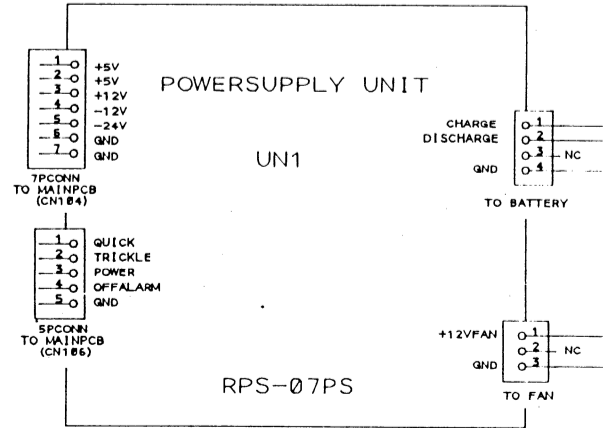 POWERSUPPLY UNIT
UN1
RPS-07PS
1 +5V
2 +5V
3 +12V
4 -12V
5 -24V
6 GND
7 GND
7PCONN
TO MAINPCB
(CN104)
1 QUICK
2 TRICKLE
3 POWER
4 OFFALARM
5 GND
5PCONN
TO MAINPCB
(CN106)
CHARGE 1
DISCHARGE 2
3 NC
GND 4
TO BATTERY
+12VFAN 1
2 NC
GND 3
TO FAN